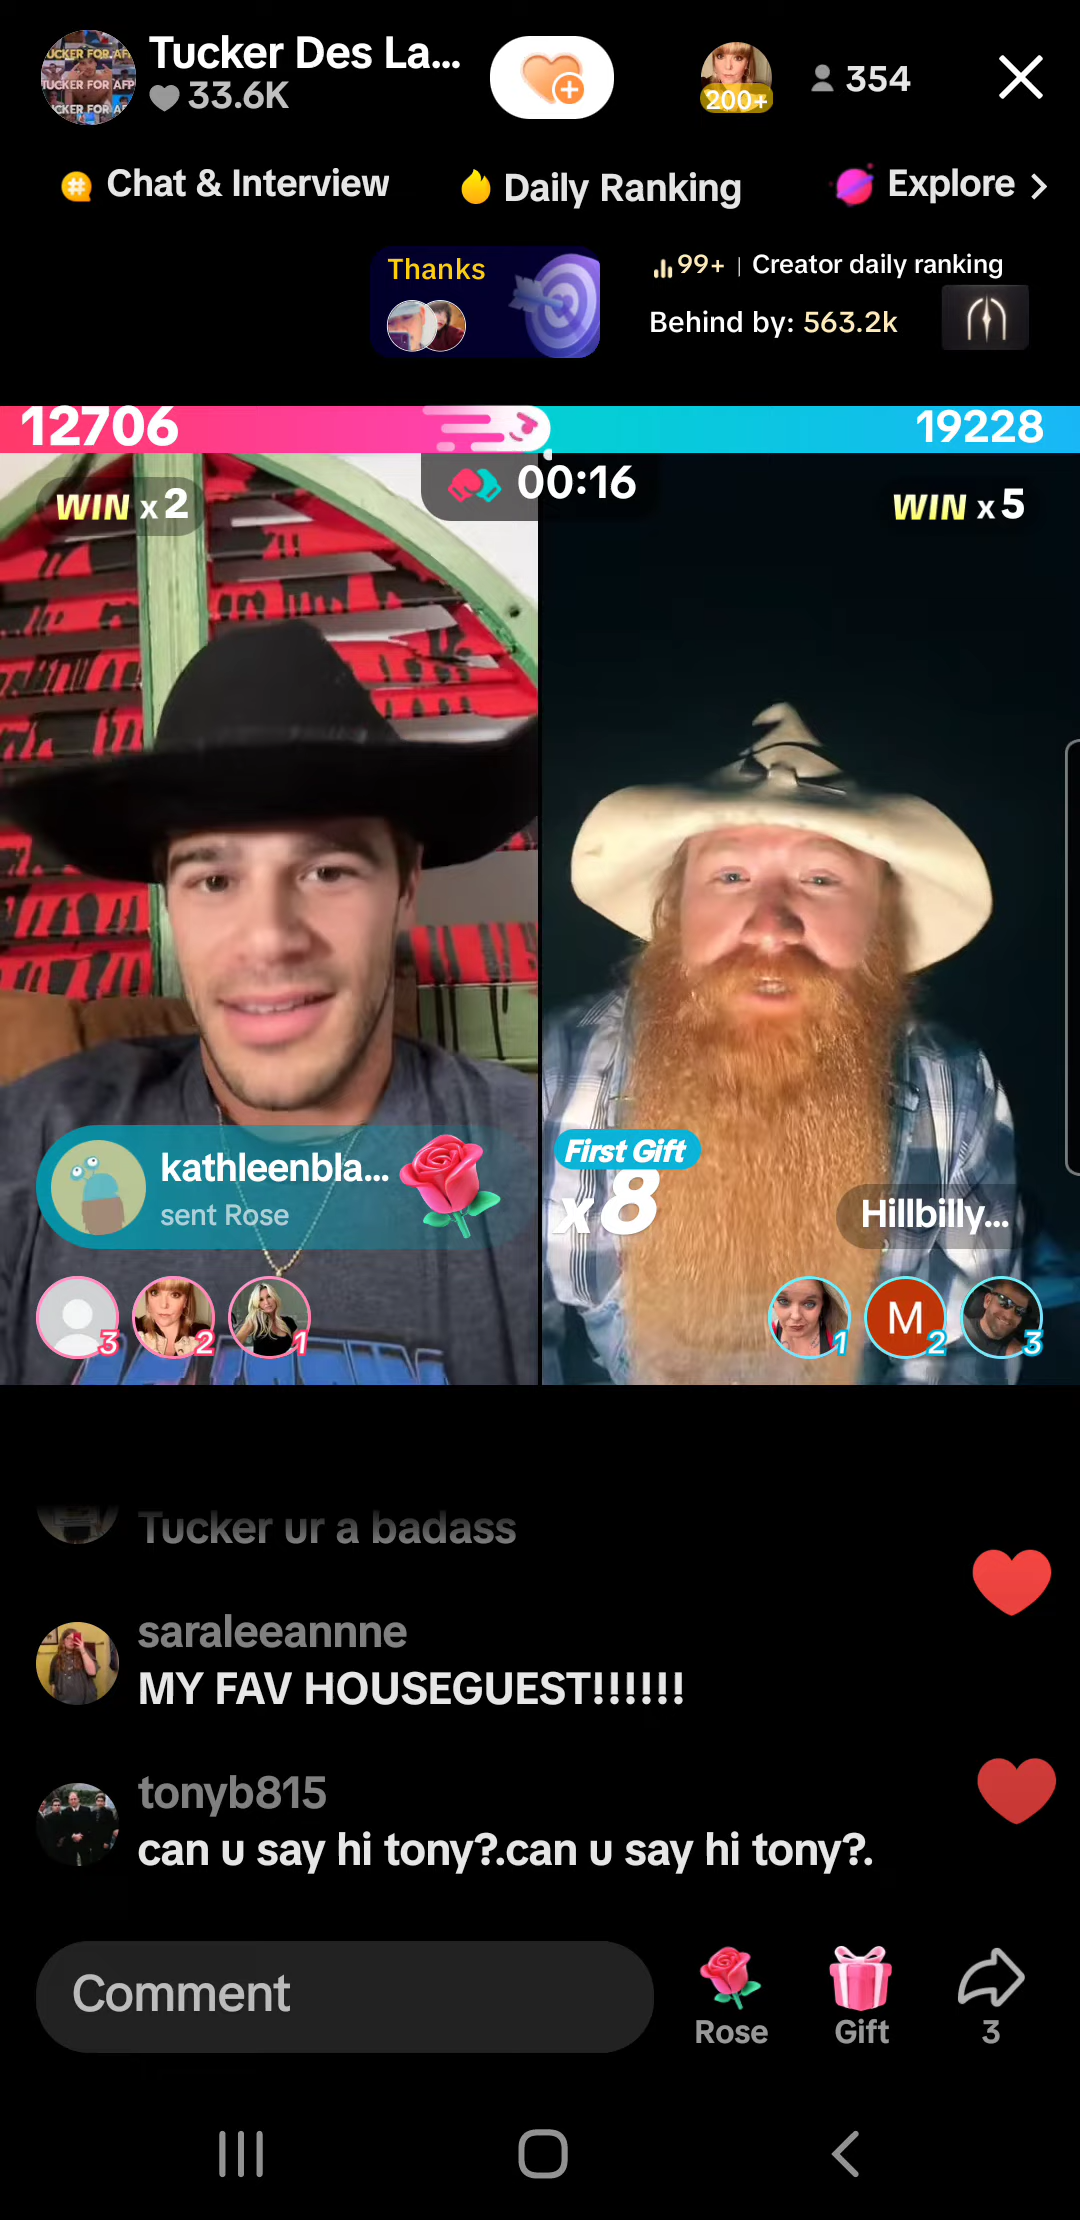 Tucker Des La...
33.6K
200+
354
Chat & Interview
Daily Ranking
Explore >
Thanks
99+ | Creator daily ranking
Behind by: 563.2k
12706
19228
00:16
WIN x 2
WIN x 5
First Gift
kathleenbla...
sent Rose
x8
Hillbilly...
3
2
1
1
M
2
3
Tucker ur a badass
saraleeannne
MY FAV HOUSEGUEST!!!!!!
tonyb815
can u say hi tony?.can u say hi tony?.
Comment
Rose
Gift
3